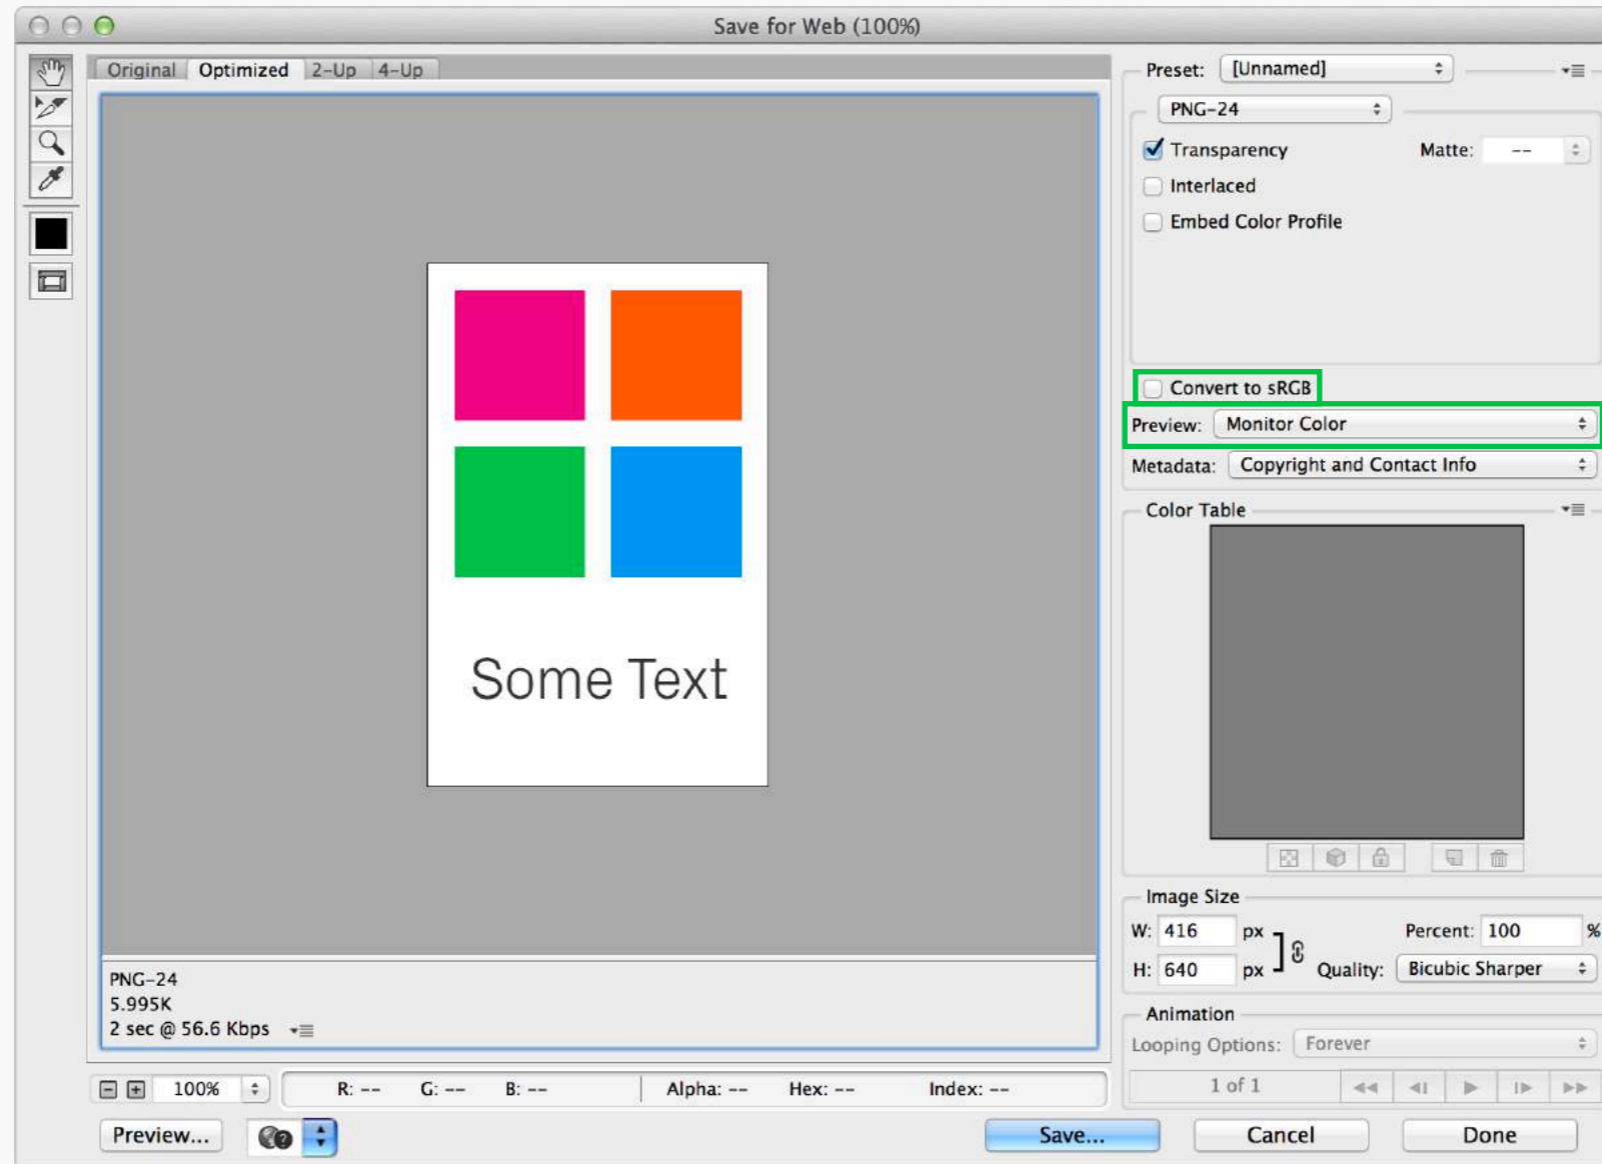 Save for Web (100%)
Original Optimized 2-Up 4-Up
Preset: [Unnamed]
PNG-24
Transparency Matte: --
Interlaced
Embed Color Profile
Convert to sRGB
Preview: Monitor Color
Metadata: Copyright and Contact Info
Color Table
Some Text
Image Size
W: 416 px Percent: 100 %
H: 640 px Quality: Bicubic Sharper
PNG-24
5.995K
2 sec @ 56.6 Kbps
Animation
Looping Options: Forever
1 of 1
100% R: -- G: -- B: -- Alpha: -- Hex: -- Index: --
Preview... Save... Cancel Done